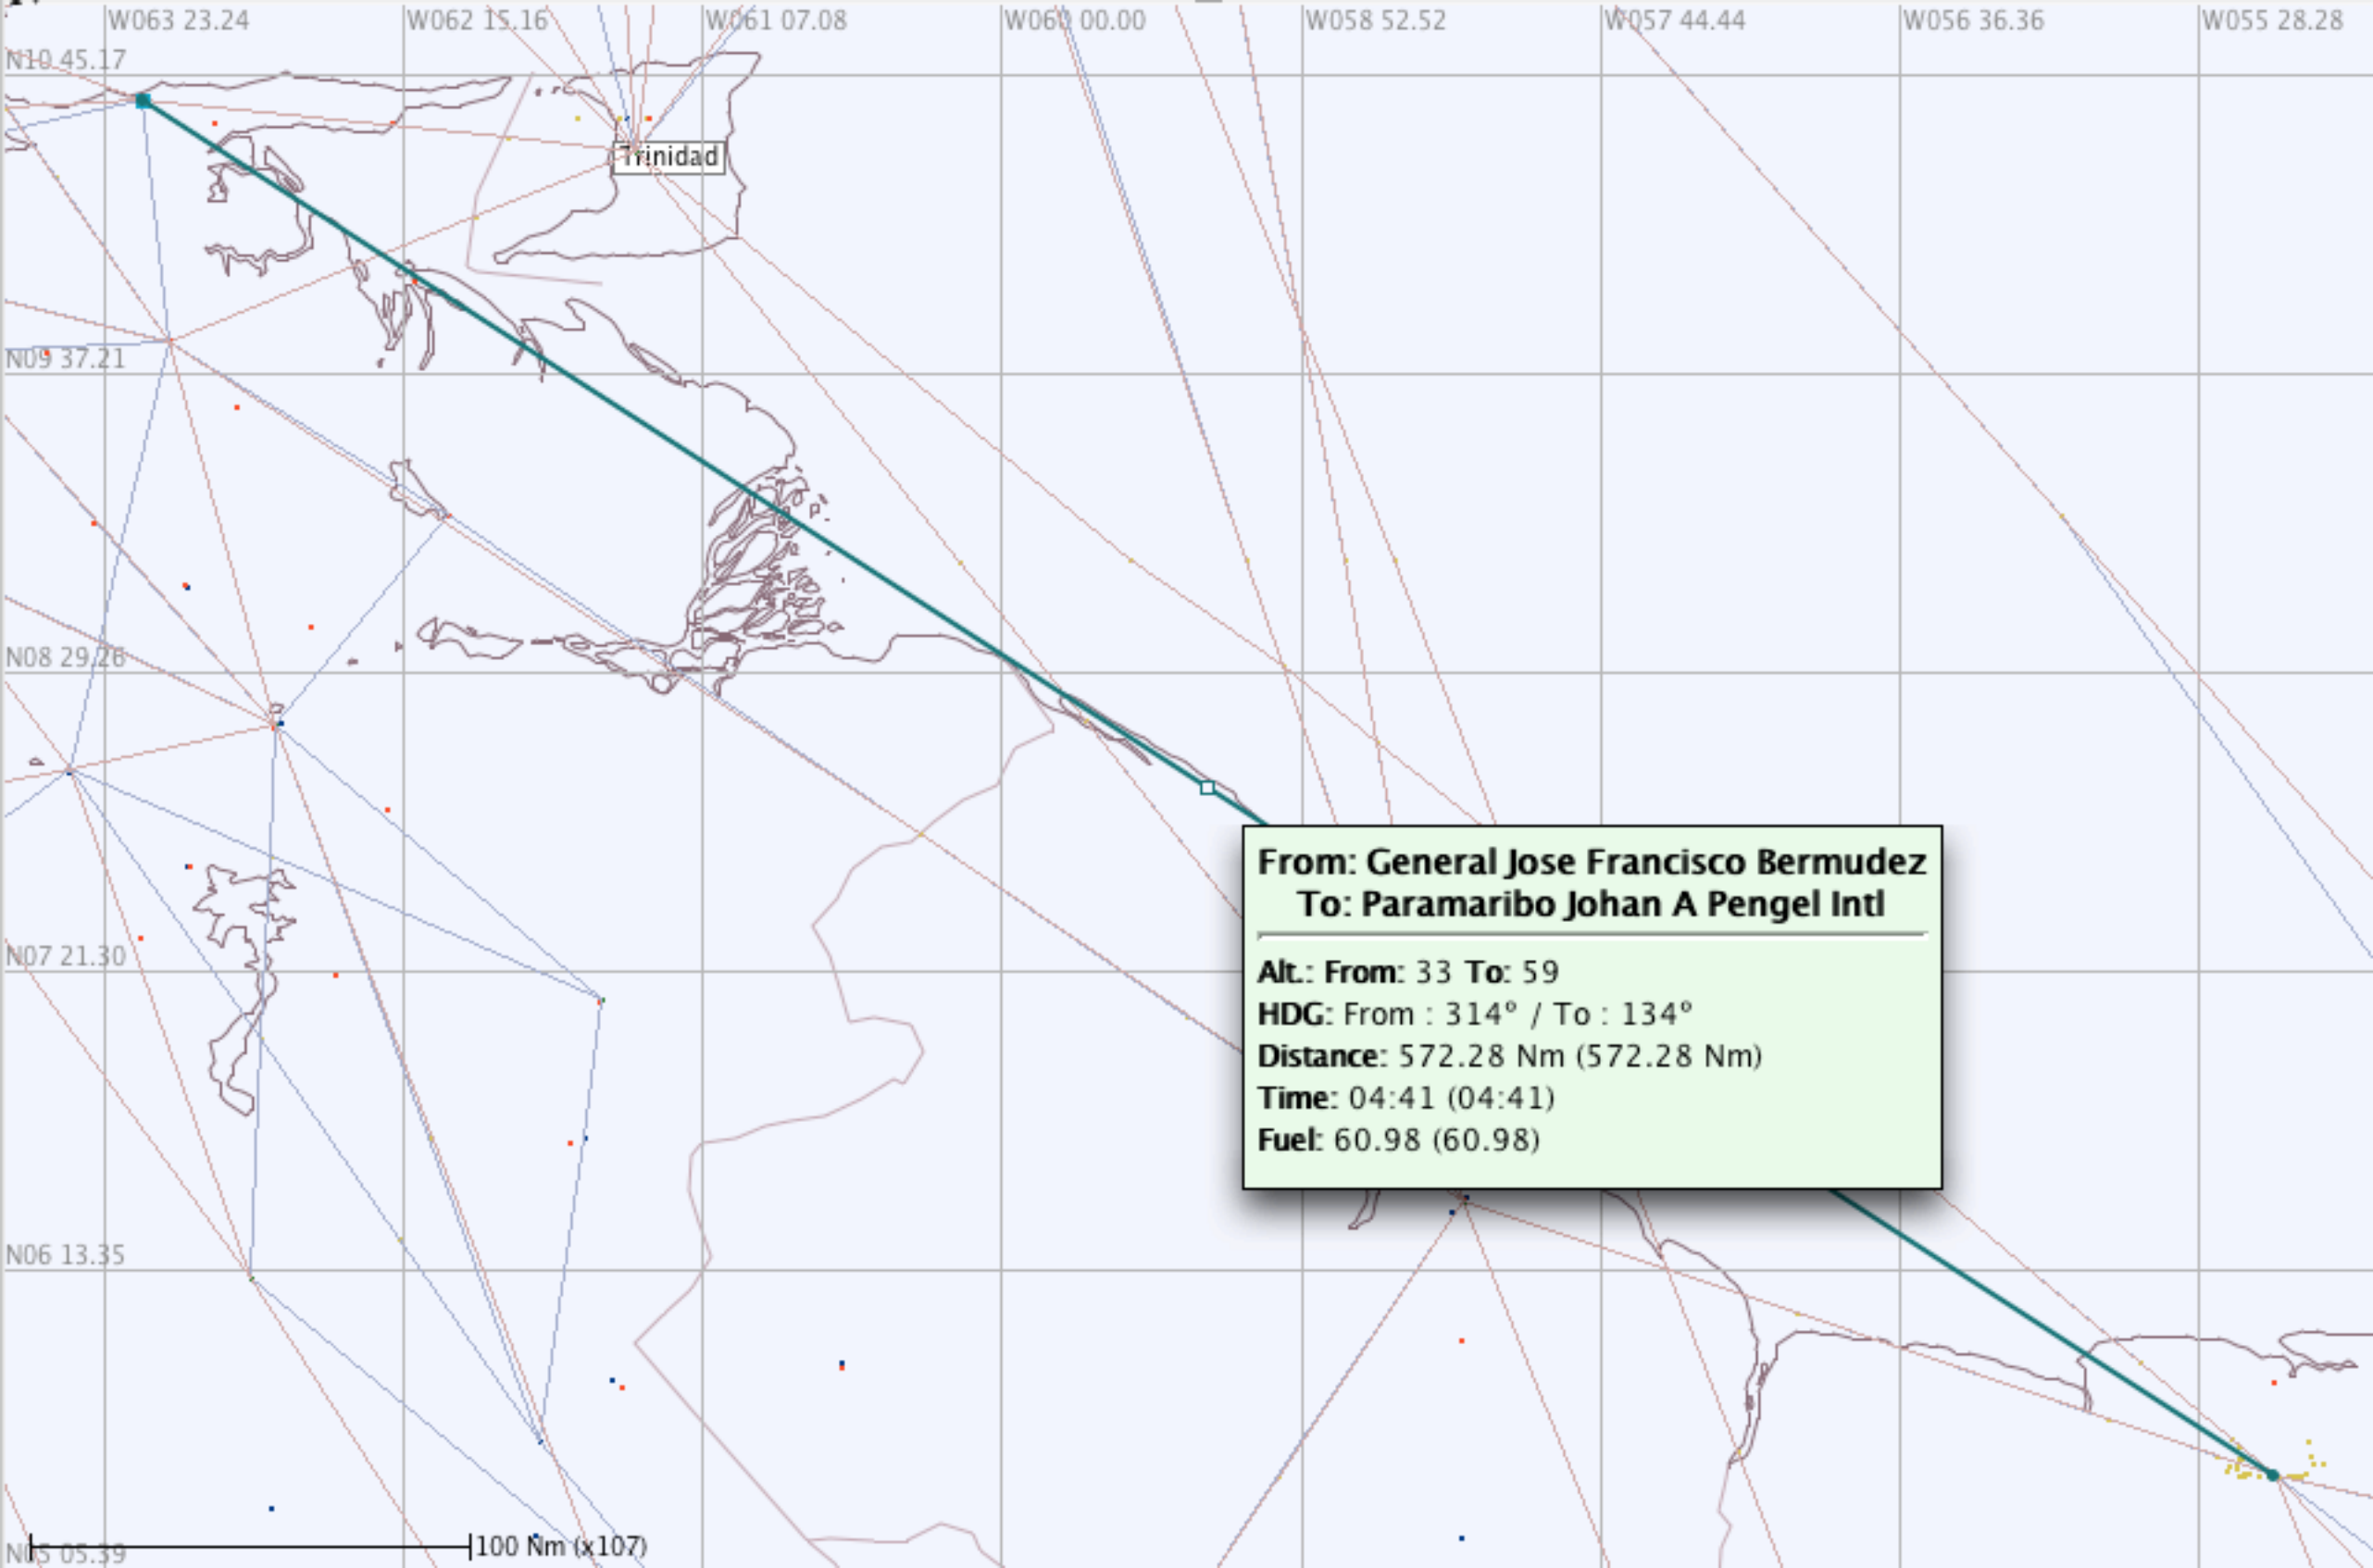 W063 23.24 W062 15.16 W061 07.08 W060 00.00 W058 52.52 W057 44.44 W056 36.36 W055 28.28
N10 45.17
Trinidad
N09 37.21
N08 29.26
From: General Jose Francisco Bermudez
To: Paramaribo Johan A Pengel Intl
N07 21.30
Alt.: From: 33 To: 59
HDG: From : 314° / To : 134°
Distance: 572.28 Nm (572.28 Nm)
Time: 04:41 (04:41)
Fuel: 60.98 (60.98)
N06 13.35
N05 05.39
100 Nm (x107)